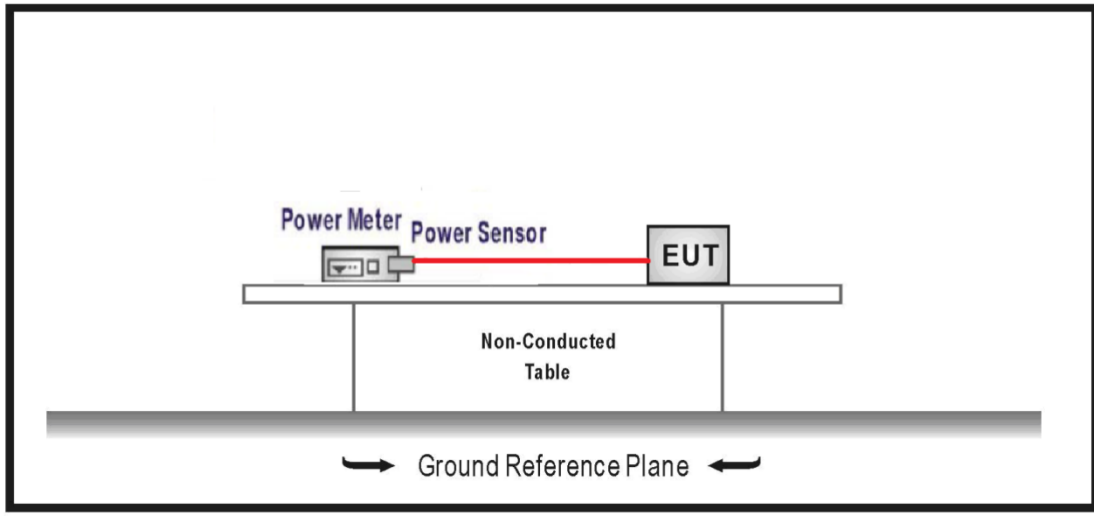 Power Meter
Power Sensor
EUT
Non-Conducted
Table
Ground Reference Plane